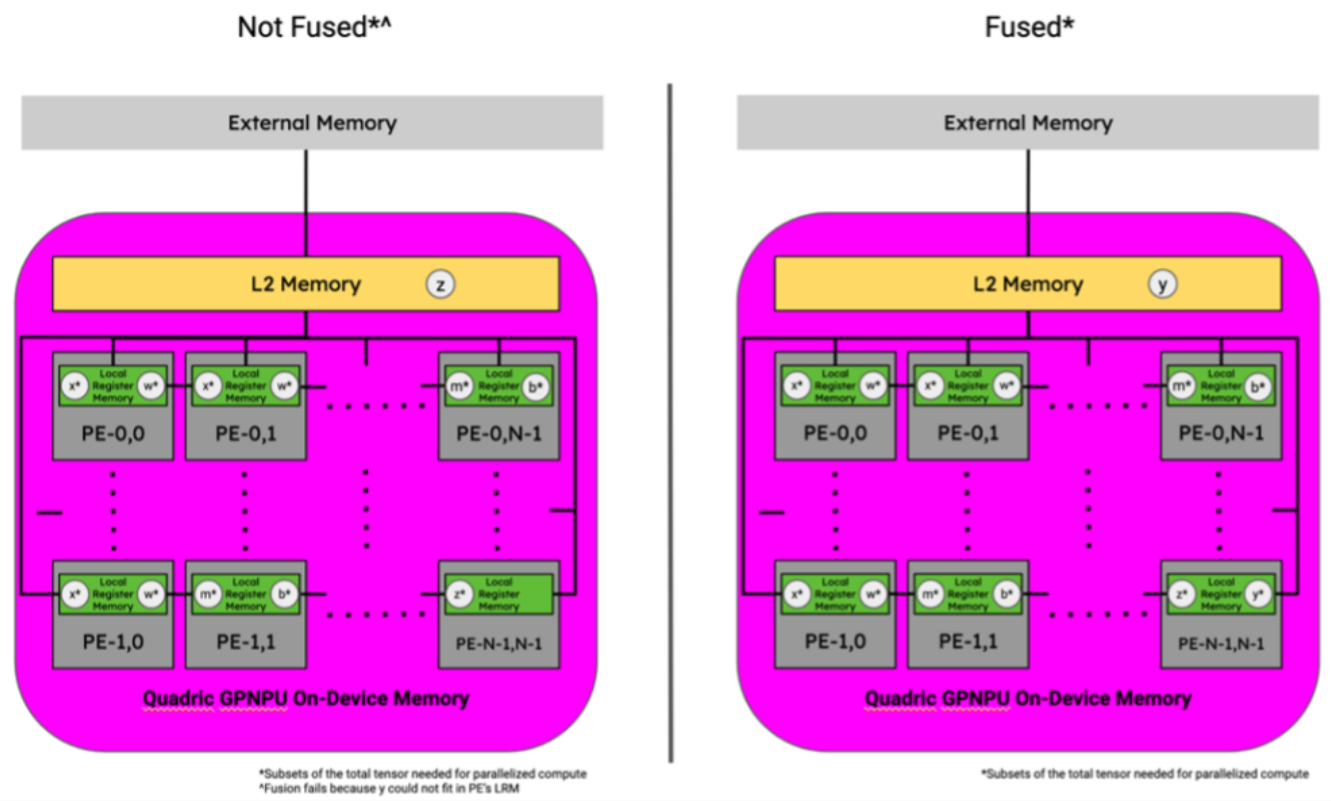 Not Fused*^
External Memory
L2 Memory z
x* Local Register Memory w*
PE-0,0
x* Local Register Memory w*
PE-0,1
m* Local Register Memory b*
PE-0,N-1
x* Local Register Memory w*
PE-1,0
m* Local Register Memory b*
PE-1,1
z* Local Register Memory
PE-N-1,N-1
Quadric GPNPU On-Device Memory
*Subsets of the total tensor needed for parallelized compute
^Fusion fails because y could not fit in PE's LRM
Fused*
External Memory
L2 Memory y
x* Local Register Memory w*
PE-0,0
x* Local Register Memory w*
PE-0,1
m* Local Register Memory b*
PE-0,N-1
x* Local Register Memory w*
PE-1,0
m* Local Register Memory b*
PE-1,1
z* Local Register Memory y*
PE-N-1,N-1
Quadric GPNPU On-Device Memory
*Subsets of the total tensor needed for parallelized compute